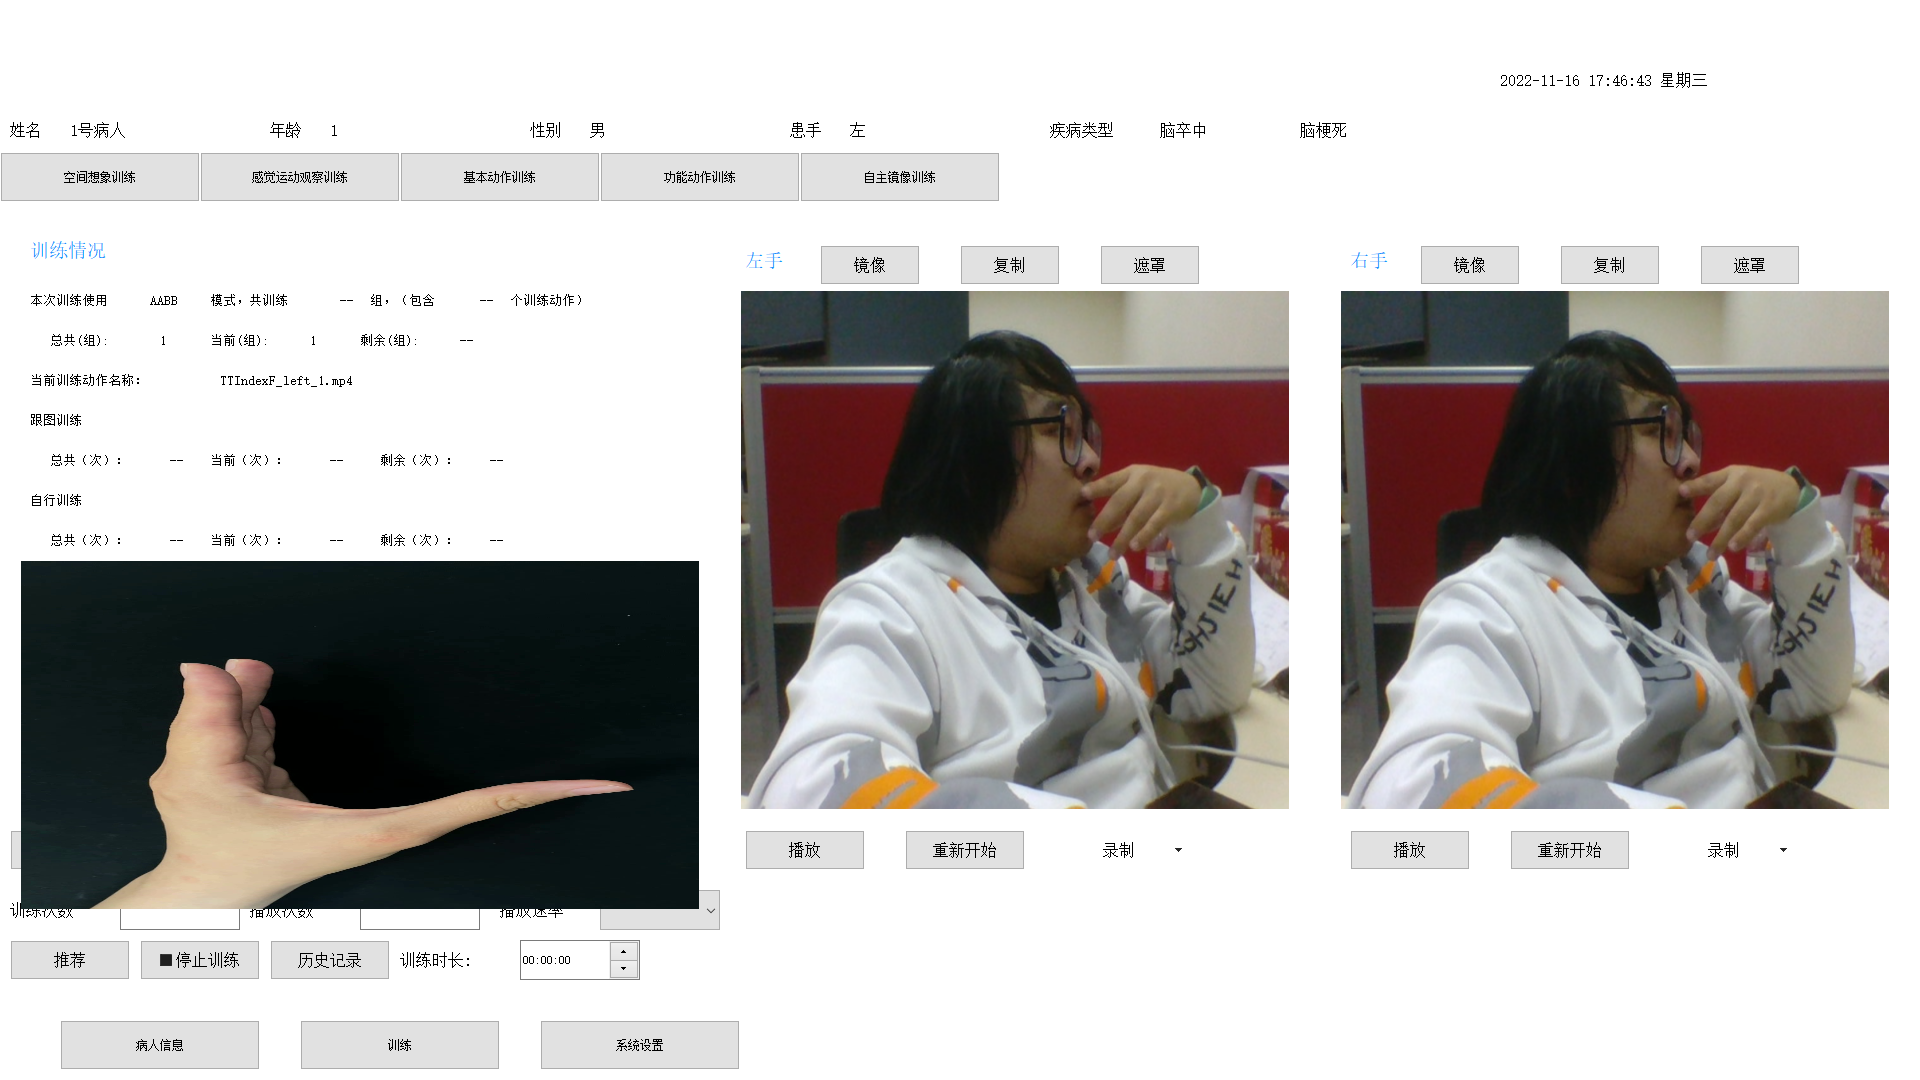 2022-11-16 17:46:43 星期三
姓名 1号病人 年龄 1 性别 男 患手 左 疾病类型 脑卒中 脑梗死
空间想象训练 感觉运动观察训练 基本动作训练 功能动作训练 自主镜像训练
训练情况
左手 镜像 复制 遮罩 右手 镜像 复制 遮罩
本次训练使用 AABB 模式，共训练 -- 组，（包含 -- 个训练动作）
总共(组): 1 当前(组): 1 剩余(组): --
当前训练动作名称： TTIndexF_left_1.mp4
跟图训练
总共（次）： -- 当前（次）： -- 剩余（次）： --
自行训练
总共（次）： -- 当前（次）： -- 剩余（次）： --
播放 重新开始 录制 播放 重新开始 录制
训练次数 播放次数 播放速率
推荐 ■停止训练 历史记录 训练时长: 00:00:00
病人信息 训练 系统设置